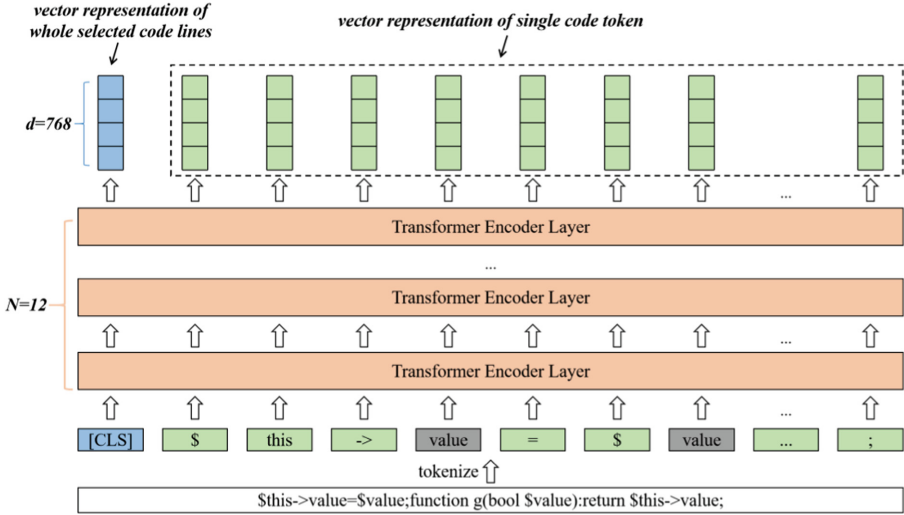 vector representation of
whole selected code lines
vector representation of single code token
d=768
...
Transformer Encoder Layer
...
N=12
Transformer Encoder Layer
...
Transformer Encoder Layer
...
[CLS] $ this -> value = $ value ... ;
tokenize
$this->value=$value;function g(bool $value):return $this->value;